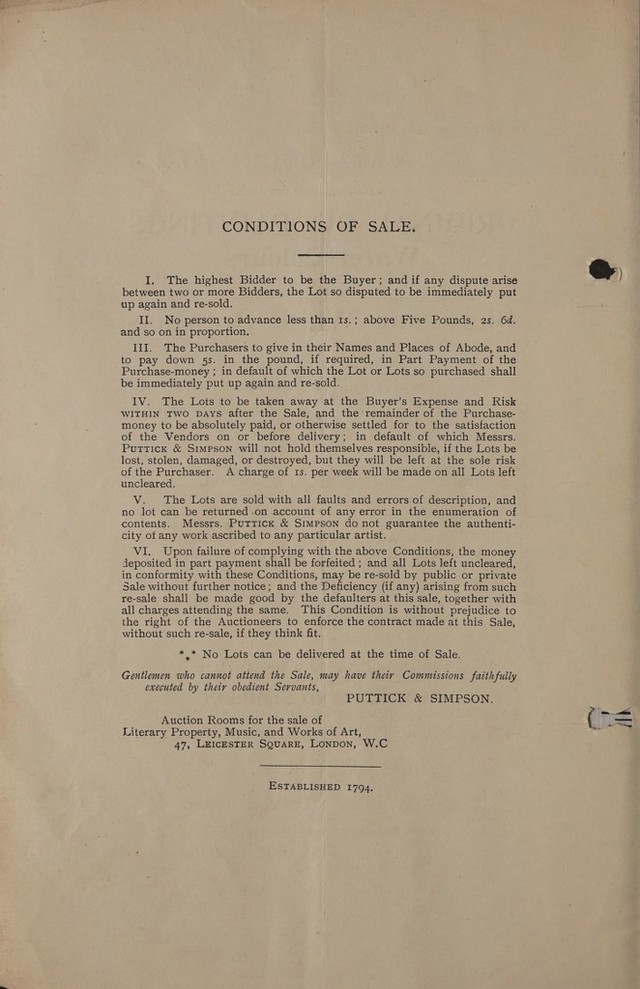 CONDITIONS OF SALE.
I. The highest Bidder to be the Buyer; and if any dispute arise
between two or more Bidders, the Lot so disputed to be immediately put
up again and re-sold.
II. No person to advance less than 1s.; above Five Pounds, 2s. 6d.
and so on in proportion.
III. The Purchasers to give in their Names and Places of Abode, and
to pay down 5s. in the pound, if required, in Part Payment of the
Purchase-money; in default of which the Lot or Lots so purchased shall
be immediately put up again and re-sold.
IV. The Lots to be taken away at the Buyer's Expense and Risk
WITHIN TWO DAYS after the Sale, and the remainder of the Purchase-
money to be absolutely paid, or otherwise settled for to the satisfaction
of the Vendors on or before delivery; in default of which Messrs.
PUTTICK & SIMPSON will not hold themselves responsible, if the Lots be
lost, stolen, damaged, or destroyed, but they will be left at the sole risk
of the Purchaser. A charge of 1s. per week will be made on all Lots left
uncleared.
V. The Lots are sold with all faults and errors of description, and
no lot can be returned on account of any error in the enumeration of
contents. Messrs. PUTTICK & SIMPSON do not guarantee the authenti-
city of any work ascribed to any particular artist.
VI. Upon failure of complying with the above Conditions, the money
deposited in part payment shall be forfeited; and all Lots left uncleared,
in conformity with these Conditions, may be re-sold by public or private
Sale without further notice; and the Deficiency (if any) arising from such
re-sale shall be made good by the defaulters at this sale, together with
all charges attending the same. This Condition is without prejudice to
the right of the Auctioneers to enforce the contract made at this Sale,
without such re-sale, if they think fit.
*** No Lots can be delivered at the time of Sale.
Gentlemen who cannot attend the Sale, may have their Commissions faithfully
executed by their obedient Servants,
PUTTICK & SIMPSON.
Auction Rooms for the sale of
Literary Property, Music, and Works of Art,
47, LEICESTER SQUARE, LONDON, W.C
ESTABLISHED 1794.